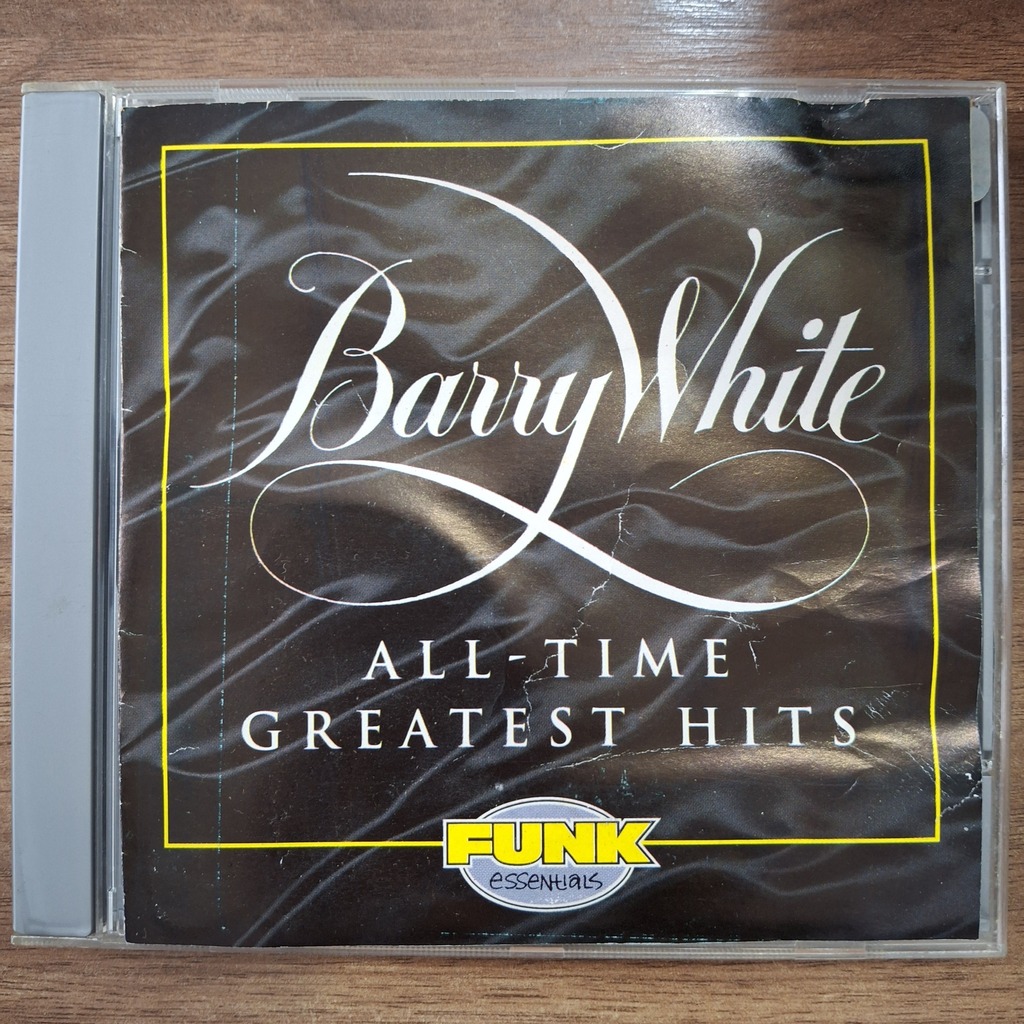 Barry White
ALL-TIME
GREATEST HITS
FUNK
essentials